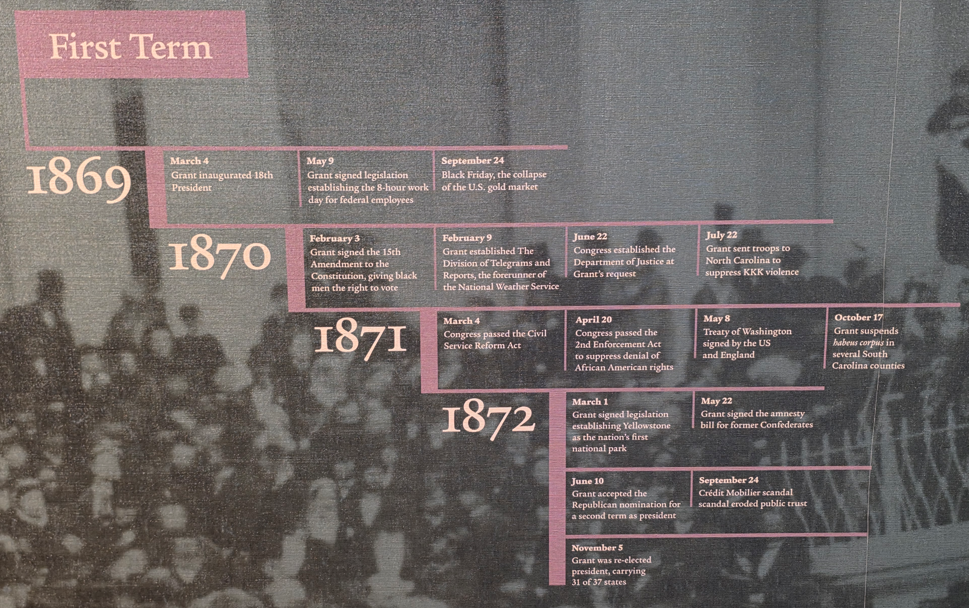 First Term
1869
March 4
Grant inaugurated 18th
President
May 9
Grant signed legislation
establishing the 8-hour work
day for federal employees
September 24
Black Friday, the collapse
of the U.S. gold market
1870
February 3
Grant signed the 15th
Amendment to the
Constitution, giving black
men the right to vote
February 9
Grant established The
Division of Telegrams and
Reports, the forerunner of
the National Weather Service
June 22
Congress established the
Department of Justice at
Grant's request
July 22
Grant sent troops to
North Carolina to
suppress KKK violence
1871
March 4
Congress passed the Civil
Service Reform Act
April 20
Congress passed the
2nd Enforcement Act
to suppress denial of
African American rights
May 8
Treaty of Washington
signed by the US
and England
October 17
Grant suspends
habeus corpus in
several South
Carolina counties
1872
March 1
Grant signed legislation
establishing Yellowstone
as the nation's first
national park
May 22
Grant signed the amnesty
bill for former Confederates
June 10
Grant accepted the
Republican nomination for
a second term as president
September 24
Crédit Mobilier scandal
scandal eroded public trust
November 5
Grant was re-elected
president, carrying
31 of 37 states